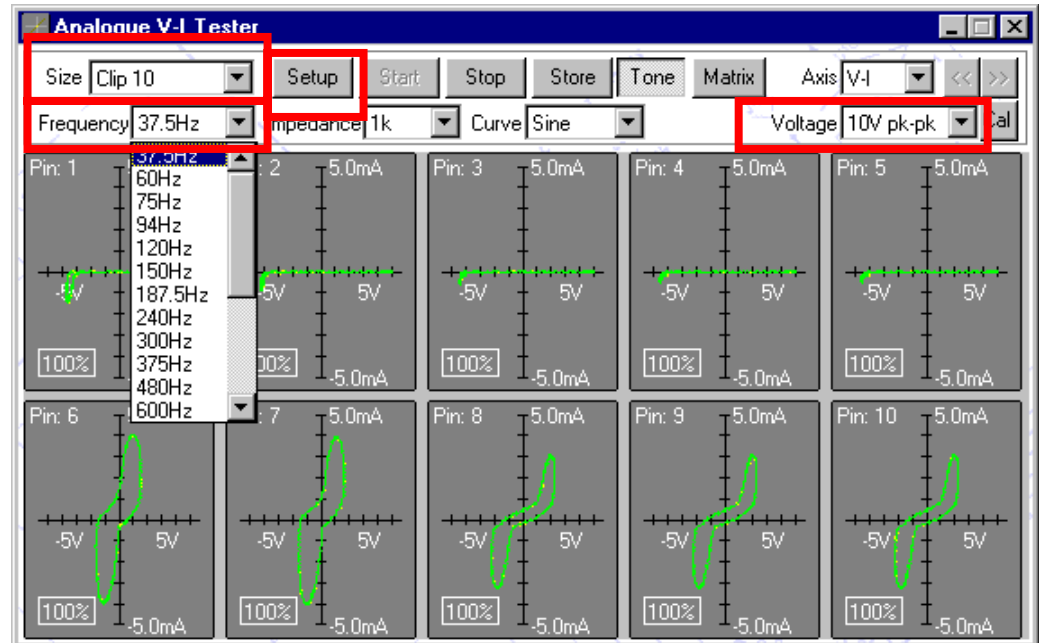 Analogue V-I Tester
Size Clip 10 Setup Start Stop Store Tone Matrix Axis V-I << >>
Frequency 37.5Hz Impedance 1k Curve Sine Voltage 10V pk-pk Cal
37.5Hz
60Hz
75Hz
94Hz
120Hz
150Hz
187.5Hz
240Hz
300Hz
375Hz
480Hz
600Hz
Pin: 1
-5V
100%
: 2 5.0mA
-5V 5V
00%
-5.0mA
Pin: 3 5.0mA
-5V 5V
100%
-5.0mA
Pin: 4 5.0mA
-5V 5V
100%
-5.0mA
Pin: 5 5.0mA
-5V 5V
100%
-5.0mA
Pin: 6
-5V 5V
100%
-5.0mA
: 7 5.0mA
-5V 5V
100%
-5.0mA
Pin: 8 5.0mA
-5V 5V
100%
-5.0mA
Pin: 9 5.0mA
-5V 5V
100%
-5.0mA
Pin: 10 5.0mA
-5V 5V
100%
-5.0mA